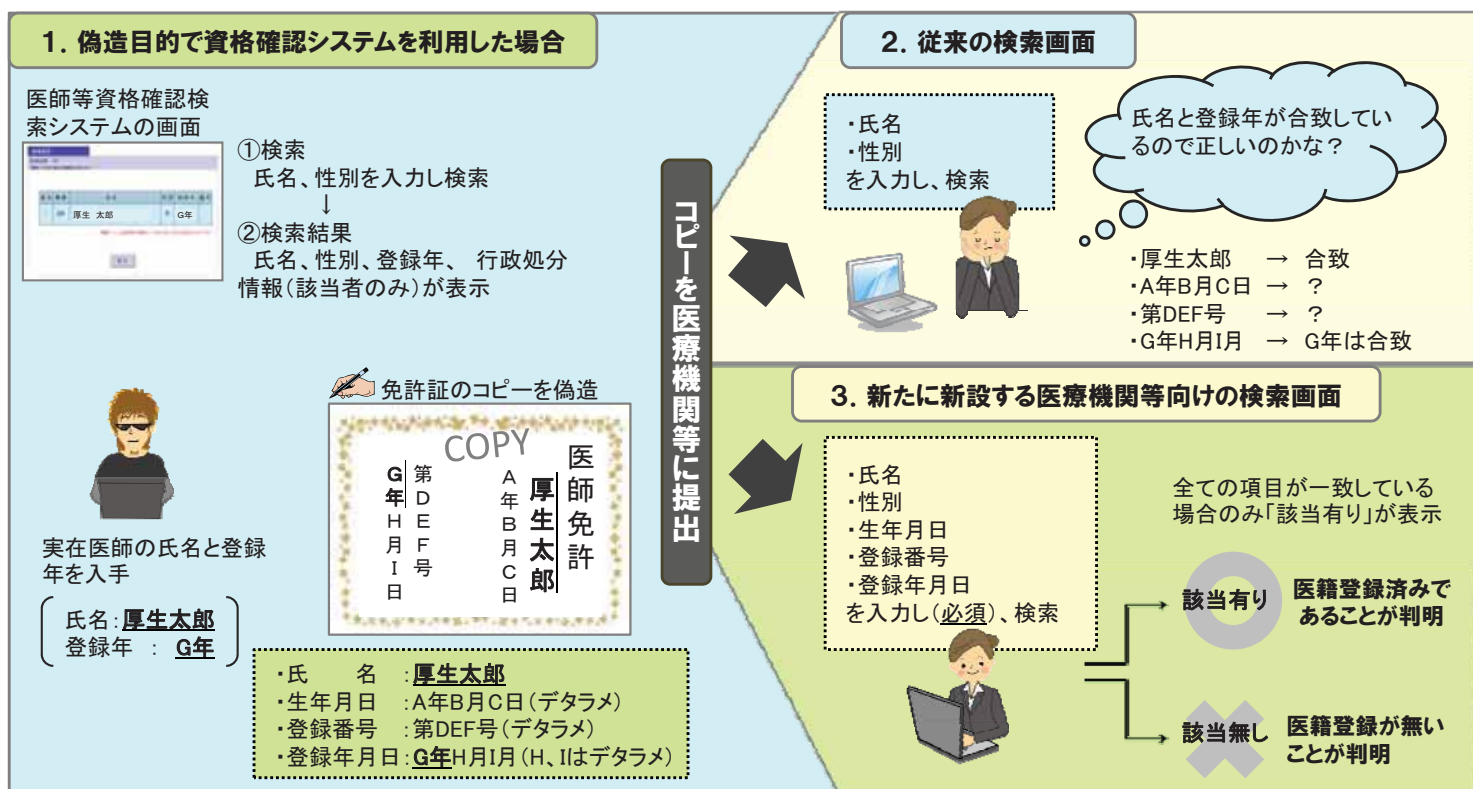 1．偽造目的で資格確認システムを利用した場合
医師等資格確認検
索システムの画面
厚生 太郎
G年
①検索
氏名、性別を入力し検索
↓
②検索結果
氏名、性別、登録年、 行政処分
情報(該当者のみ)が表示
実在医師の氏名と登録
年を入手
氏名：厚生太郎
登録年 ： G年
免許証のコピーを偽造
COPY
医師免許
厚生太郎
A年B月C日
第DEF号
G年H月I日
・氏 名 ：厚生太郎
・生年月日 ：A年B月C日(デタラメ)
・登録番号 ：第DEF号(デタラメ)
・登録年月日：G年H月I月(H、Iはデタラメ)
コピーを医療機関等に提出
2．従来の検索画面
・氏名
・性別
を入力し、検索
氏名と登録年が合致してい
るので正しいのかな？
・厚生太郎 → 合致
・A年B月C日 → ？
・第DEF号 → ？
・G年H月I月 → G年は合致
3．新たに新設する医療機関等向けの検索画面
・氏名
・性別
・生年月日
・登録番号
・登録年月日
を入力し(必須)、検索
全ての項目が一致している
場合のみ「該当有り」が表示
該当有り
医籍登録済みで
あることが判明
該当無し
医籍登録が無い
ことが判明